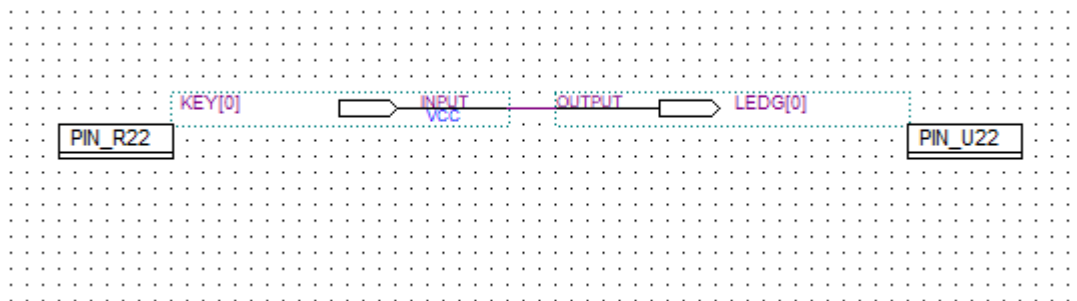 KEY[0] INPUT OUTPUT LEDG[0]
VCC
PIN_R22 PIN_U22